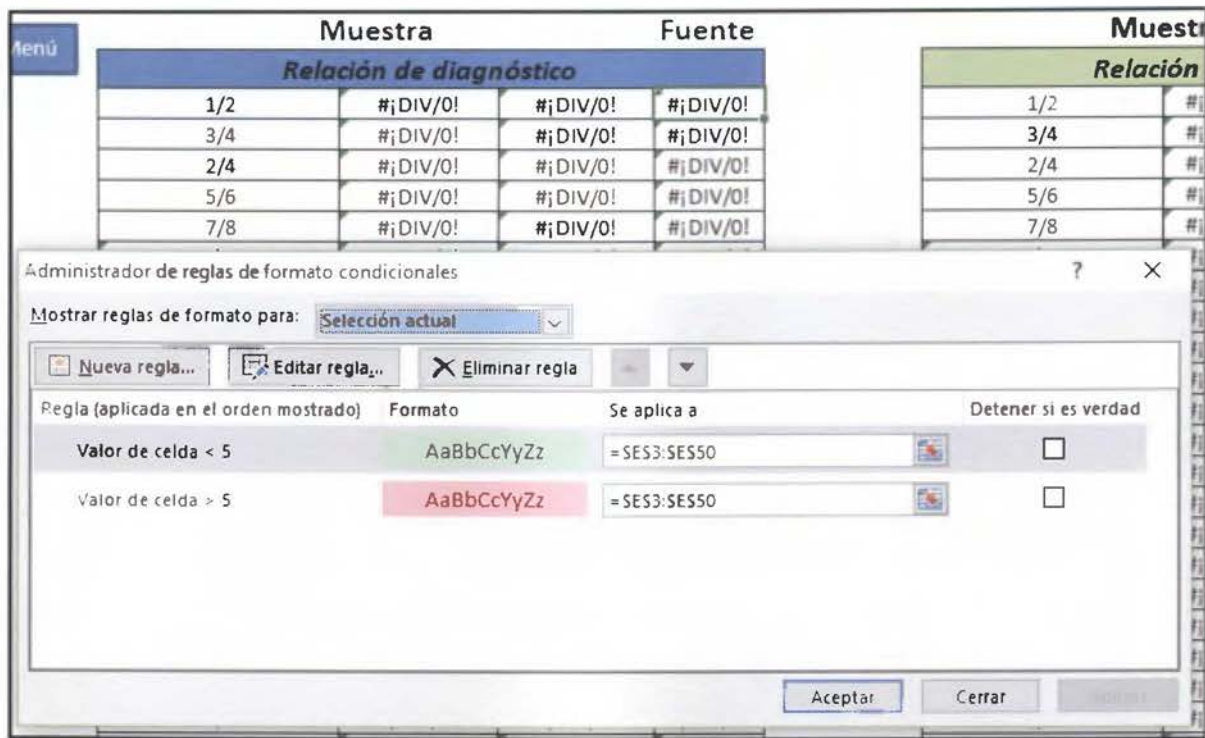 Menú
Muestra Fuente
Relación de diagnóstico
1/2 #¡DIV/0! #¡DIV/0! #¡DIV/0!
3/4 #¡DIV/0! #¡DIV/0! #¡DIV/0!
2/4 #¡DIV/0! #¡DIV/0! #¡DIV/0!
5/6 #¡DIV/0! #¡DIV/0! #¡DIV/0!
7/8 #¡DIV/0! #¡DIV/0! #¡DIV/0!
Muestr
Relación
1/2 #¡
3/4 #¡
2/4 #¡
5/6 #¡
7/8 #¡
Administrador de reglas de formato condicionales ? X
Mostrar reglas de formato para: Selección actual
Nueva regla... Editar regla... Eliminar regla
Regla (aplicada en el orden mostrado) Formato Se aplica a Detener si es verdad
Valor de celda < 5 AaBbCcYyZz =$E$3:$E$50
Valor de celda > 5 AaBbCcYyZz =$E$3:$E$50
Aceptar Cerrar